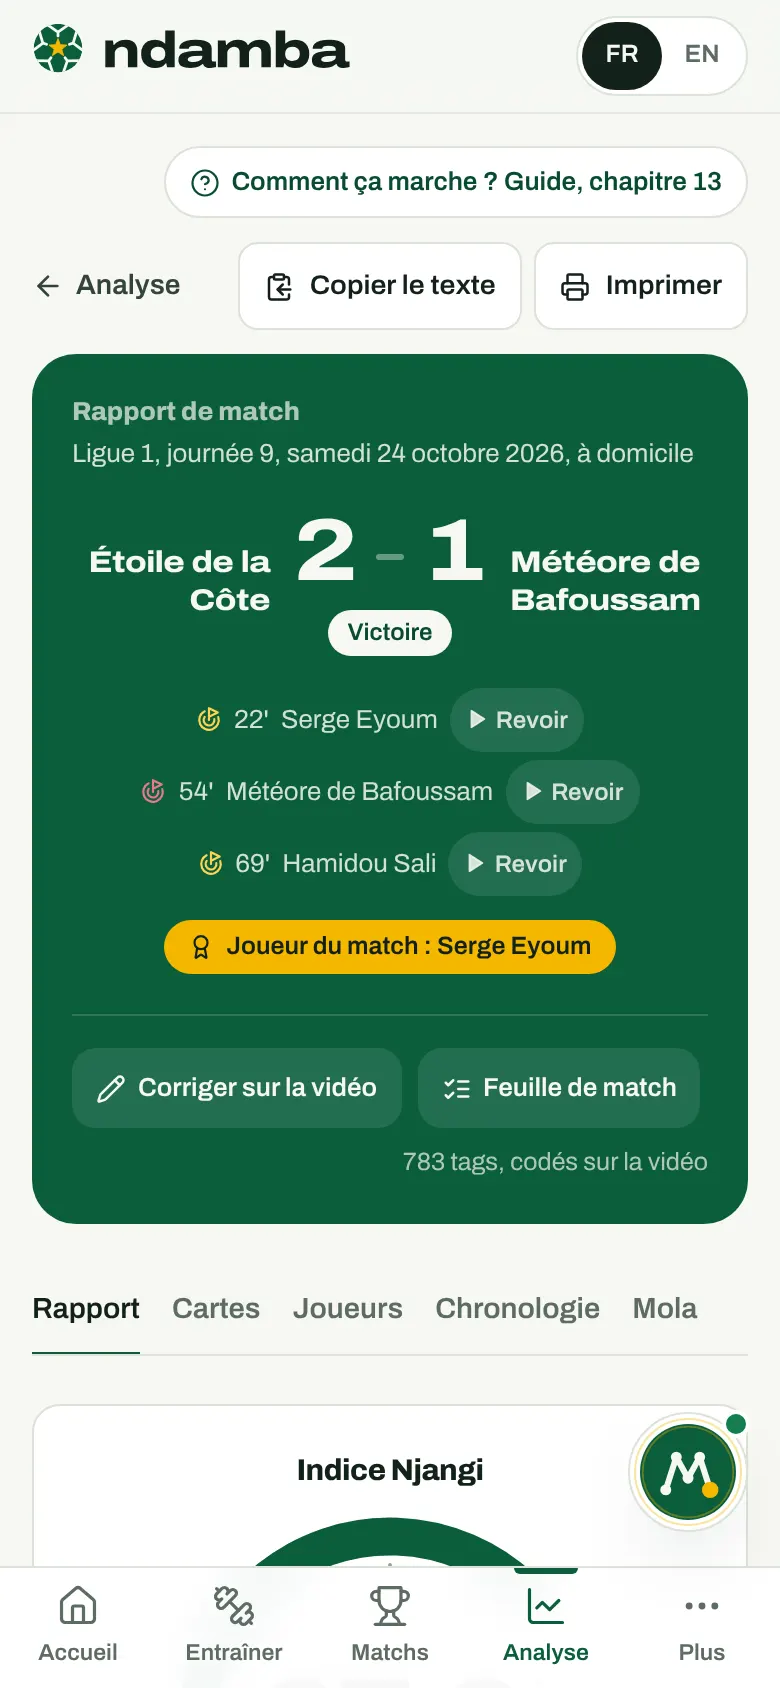 ndamba
FR EN
Comment ça marche ? Guide, chapitre 13
Analyse
Copier le texte
Imprimer
Rapport de match
Ligue 1, journée 9, samedi 24 octobre 2026, à domicile
Étoile de la Côte
2 – 1
Météore de Bafoussam
Victoire
22' Serge Eyoum Revoir
54' Météore de Bafoussam Revoir
69' Hamidou Sali Revoir
Joueur du match : Serge Eyoum
Corriger sur la vidéo
Feuille de match
783 tags, codés sur la vidéo
Rapport Cartes Joueurs Chronologie Mola
Indice Njangi
M
Accueil Entraîner Matchs Analyse Plus